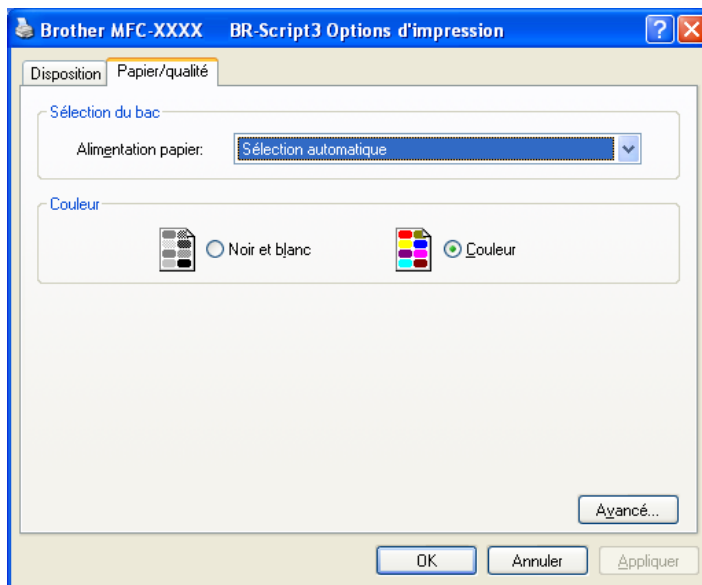 Brother MFC-XXXX BR-Script3 Options d'impression
Disposition
Papier/qualité
Sélection du bac
Alimentation papier:
Sélection automatique
Couleur
Noir et blanc
Couleur
Avancé...
OK
Annuler
Appliquer